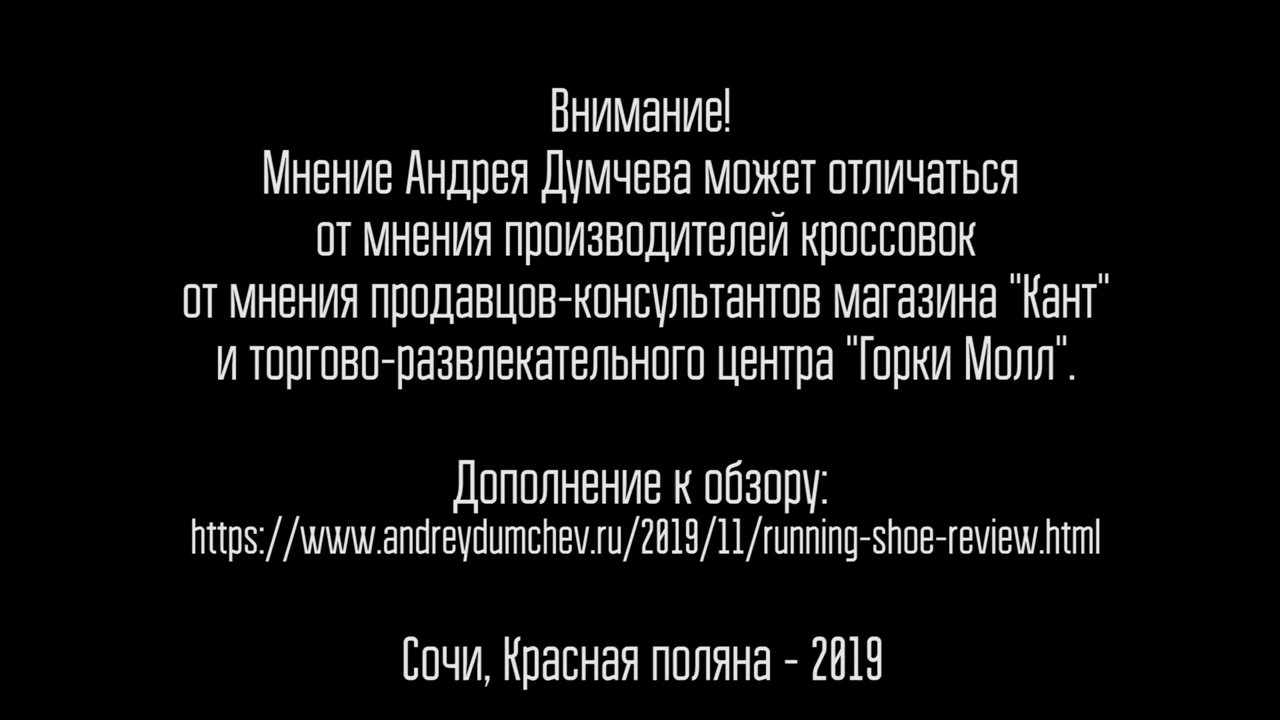 Внимание!
Мнение Андрея Думчева может отличаться
от мнения производителей кроссовок
от мнения продавцов-консультантов магазина "Кант"
и торгово-развлекательного центра "Горки Молл".
Дополнение к обзору:
https://www.andreydumchev.ru/2019/11/running-shoe-review.html
Сочи, Красная поляна - 2019